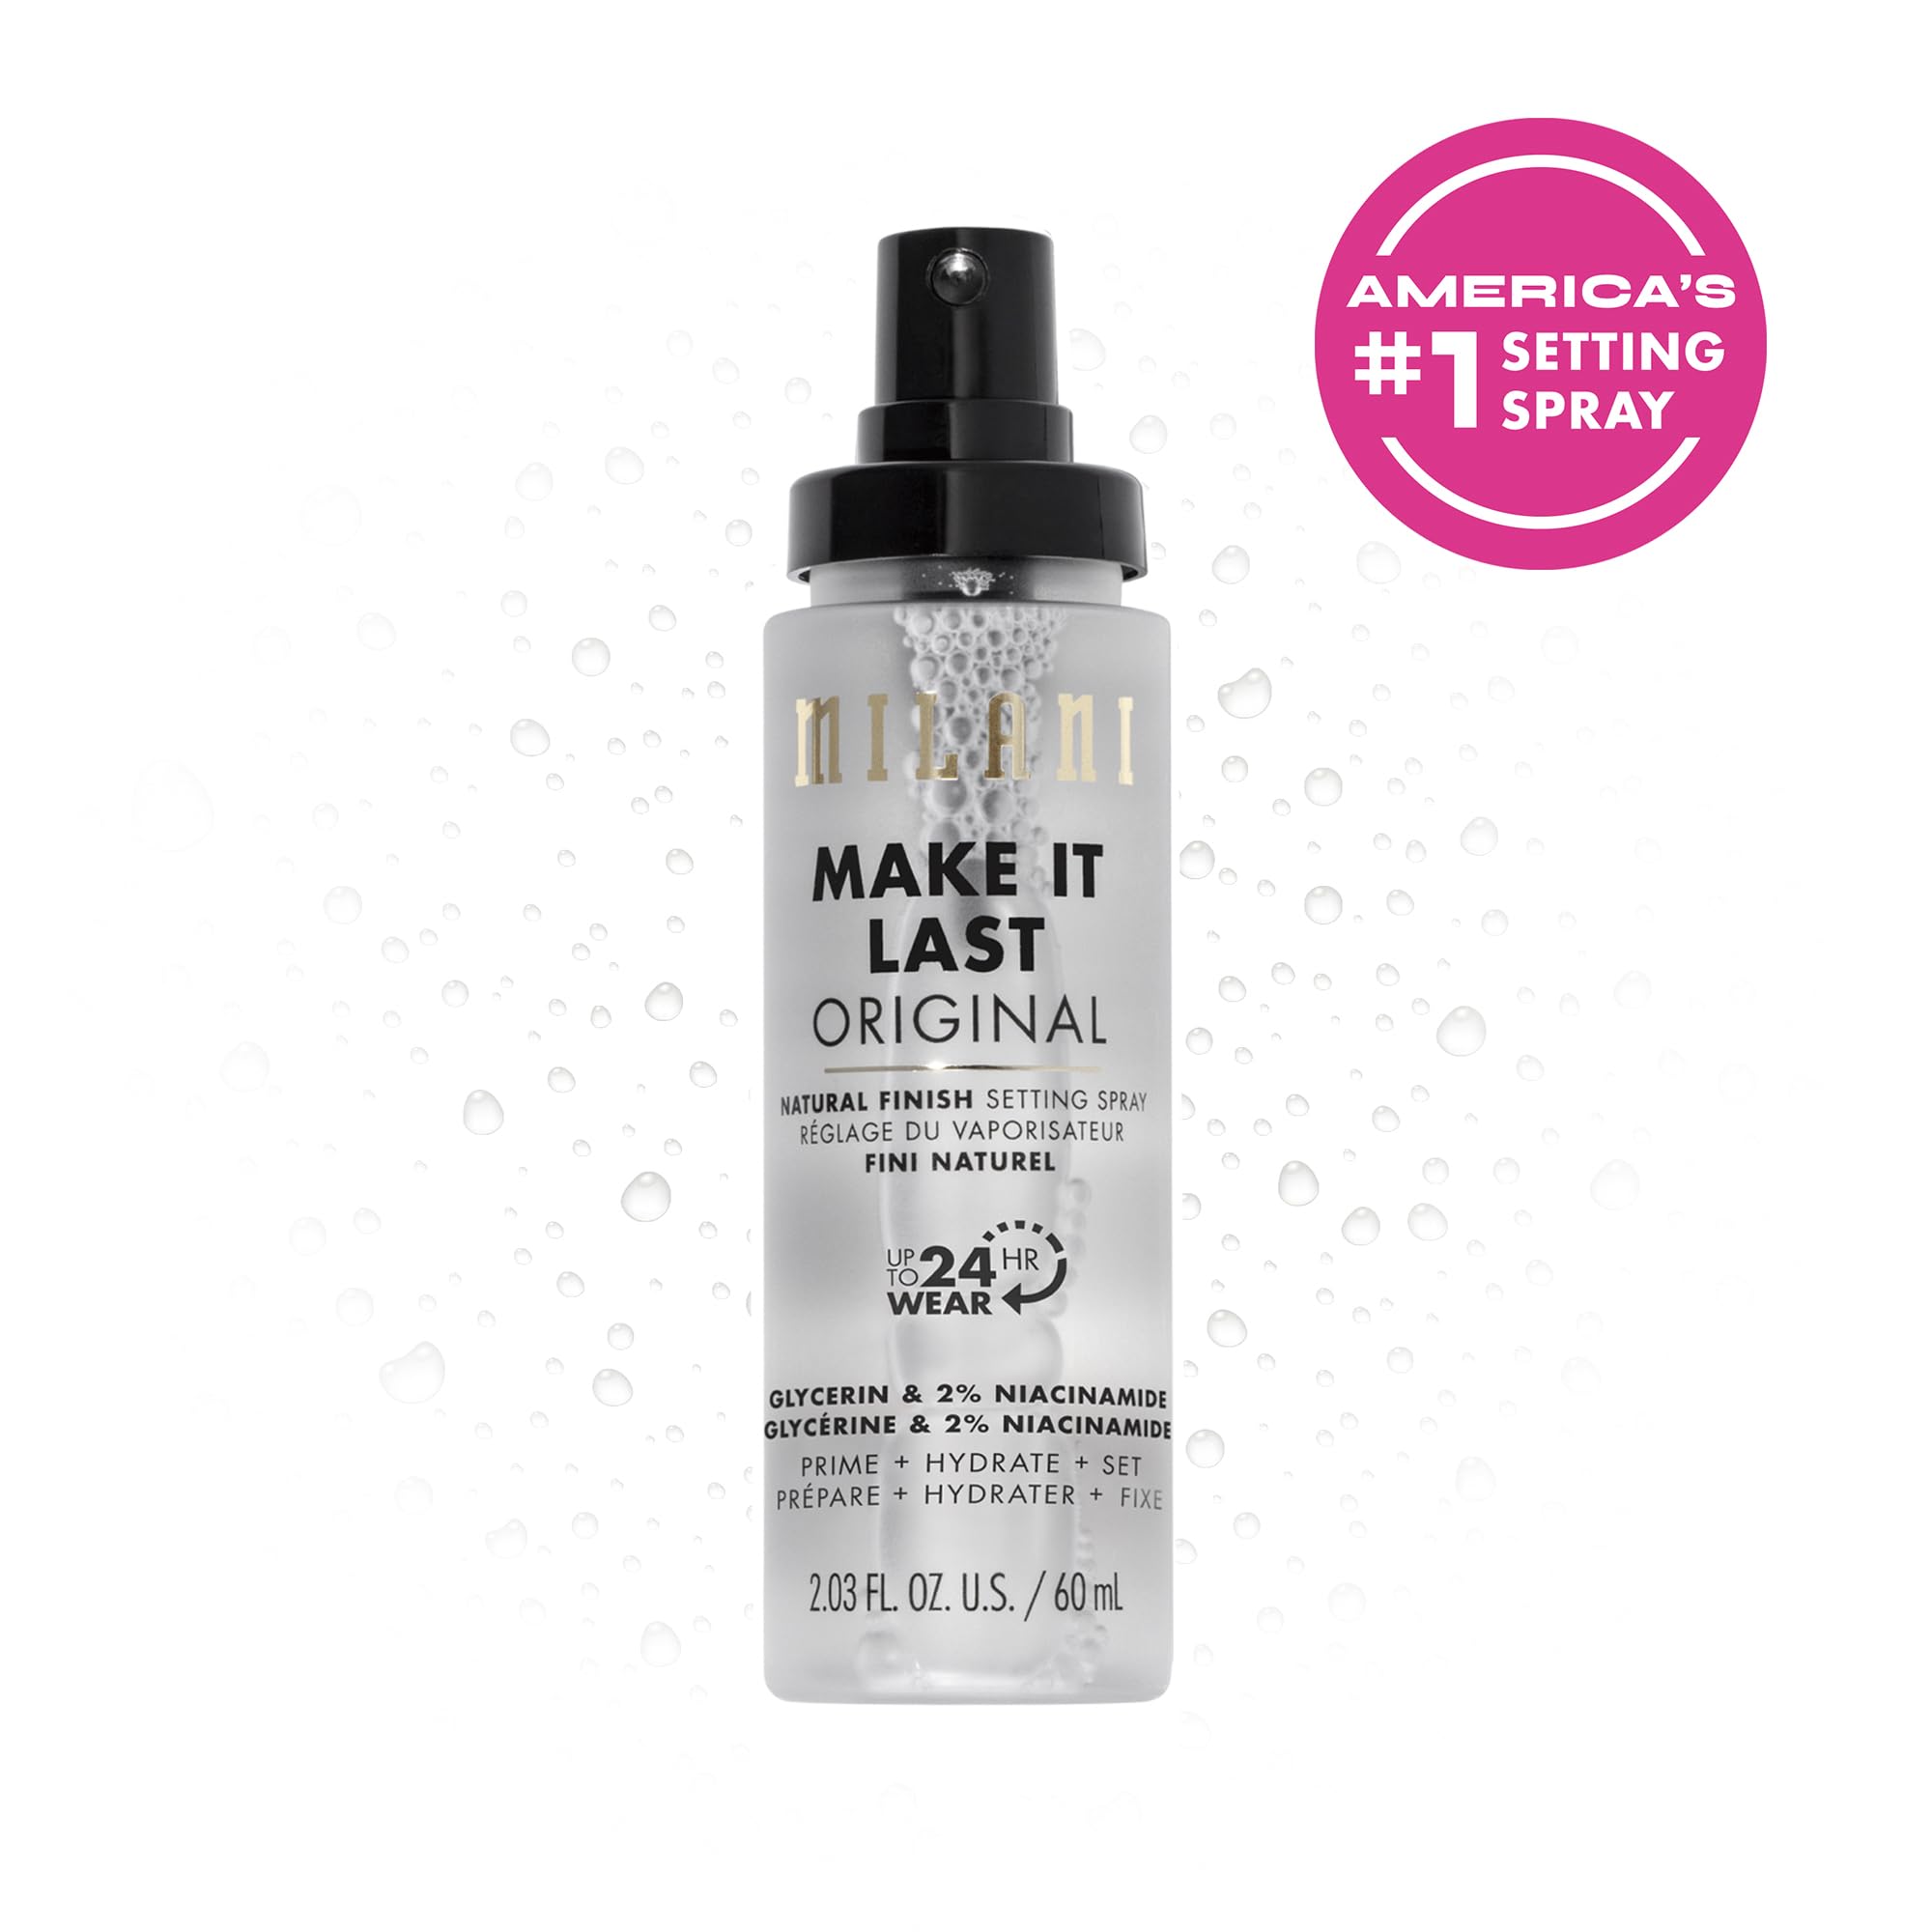 AMERICA'S
#1 SETTING
SPRAY
MILANI
MAKE IT
LAST
ORIGINAL
NATURAL FINISH SETTING SPRAY
RÉGLAGE DU VAPORISATEUR
FINI NATUREL
UP TO 24 HR
WEAR
GLYCERIN & 2% NIACINAMIDE
GLYCÉRINE & 2% NIACINAMIDE
PRIME + HYDRATE + SET
PRÉPARE + HYDRATER + FIXE
2.03 FL. OZ. U.S. / 60 mL